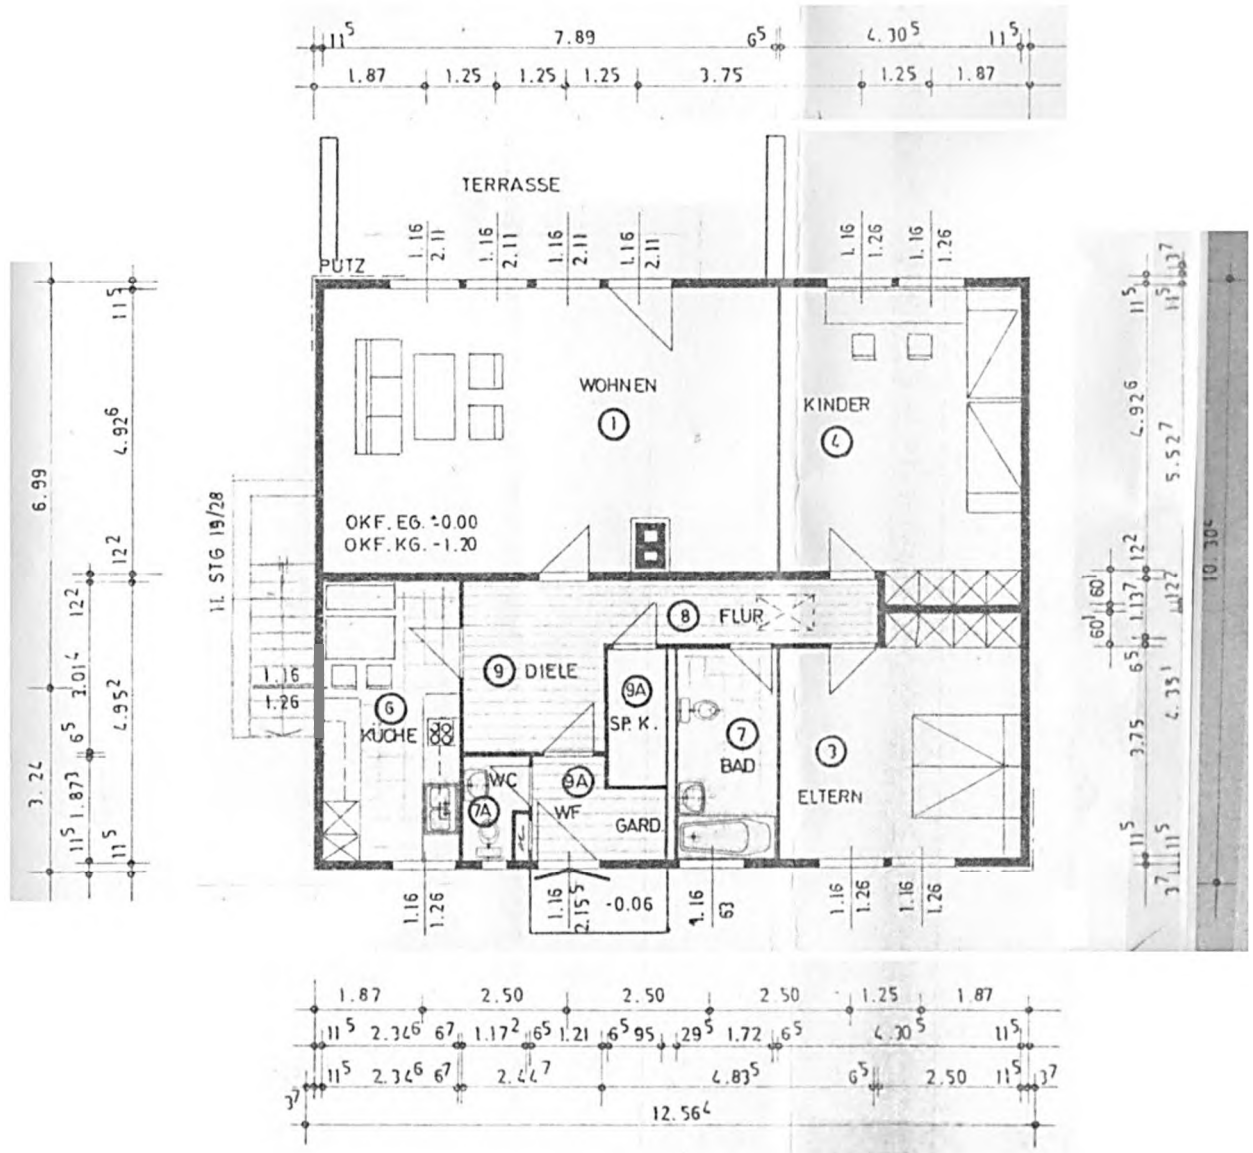 11⁵ 7.89 6⁵ 4.30⁵ 11⁵
1.87 1.25 1.25 1.25 3.75 1.25 1.87
TERRASSE
1.16 2.11 1.16 2.11 1.16 2.11 1.16 2.11 1.16 1.26 1.16 1.26
PUTZ
WOHNEN
1
KINDER
4
OKF. EG. ±0.00
OKF. KG. -1.20
11. STG 19/28
1.16
1.26
8 FLUR
9 DIELE
9A
SP. K.
6
KÜCHE
7
BAD
3
ELTERN
WC
7A
9A
WF
GARD.
1.16 1.26 1.16 2.15⁵ -0.06 1.16 63 1.16 1.26 1.16 1.26
6.99 3.24
12² 3.01⁴ 6⁵ 1.87³ 11⁵
11⁵ 4.92⁶ 12² 4.95² 11⁵
60¹ 60¹
11⁵ 4.92⁶ 12² 1.13⁷ 6⁵ 3.75 11⁵
3⁷ 11⁵ 5.52⁷ 12⁷ 4.39¹ 11⁵ 3⁷
10.30⁴
1.87 2.50 2.50 2.50 1.25 1.87
11⁵ 2.34⁶ 6⁷ 1.17² 6⁵ 1.21 6⁵ 95 29⁵ 1.72 6⁵ 4.30⁵ 11⁵
11⁵ 2.34⁶ 6⁷ 2.44⁷ 4.83⁵ 6⁵ 2.50 11⁵ 3⁷
3⁷ 12.56⁴